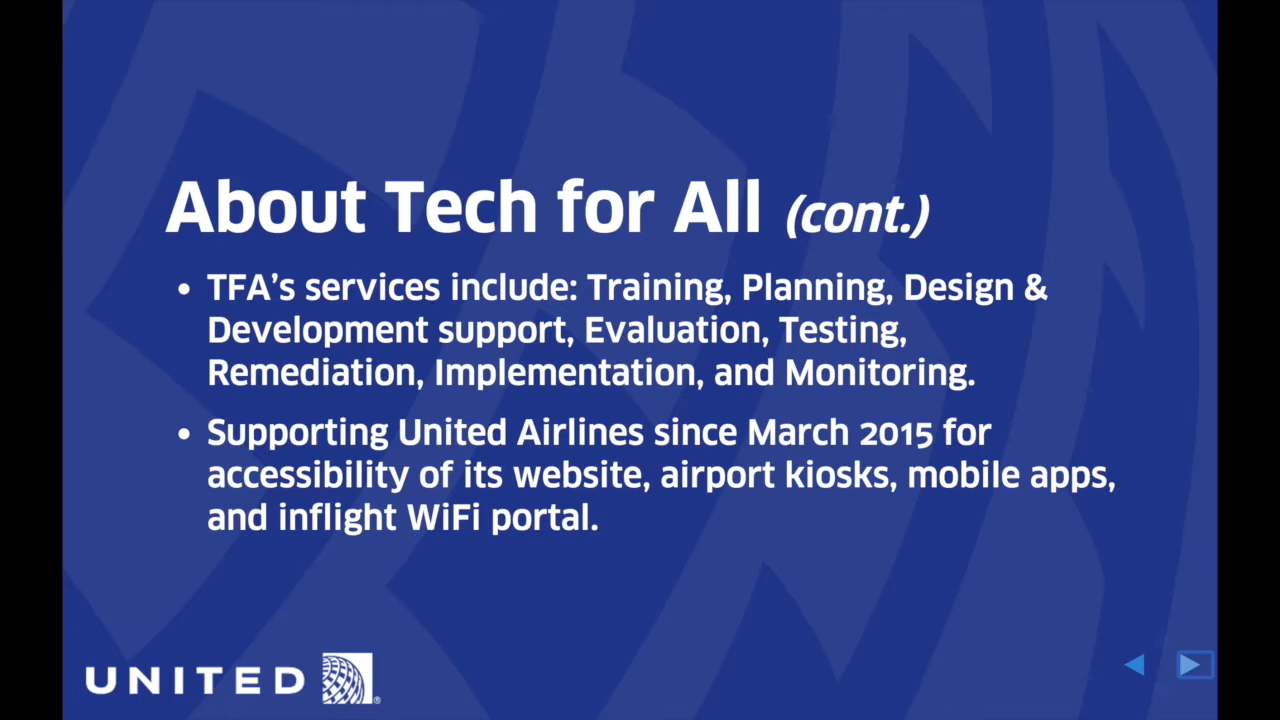 About Tech for All (cont.)
• TFA's services include: Training, Planning, Design &
Development support, Evaluation, Testing,
Remediation, Implementation, and Monitoring.
• Supporting United Airlines since March 2015 for
accessibility of its website, airport kiosks, mobile apps,
and inflight WiFi portal.
UNITED ®